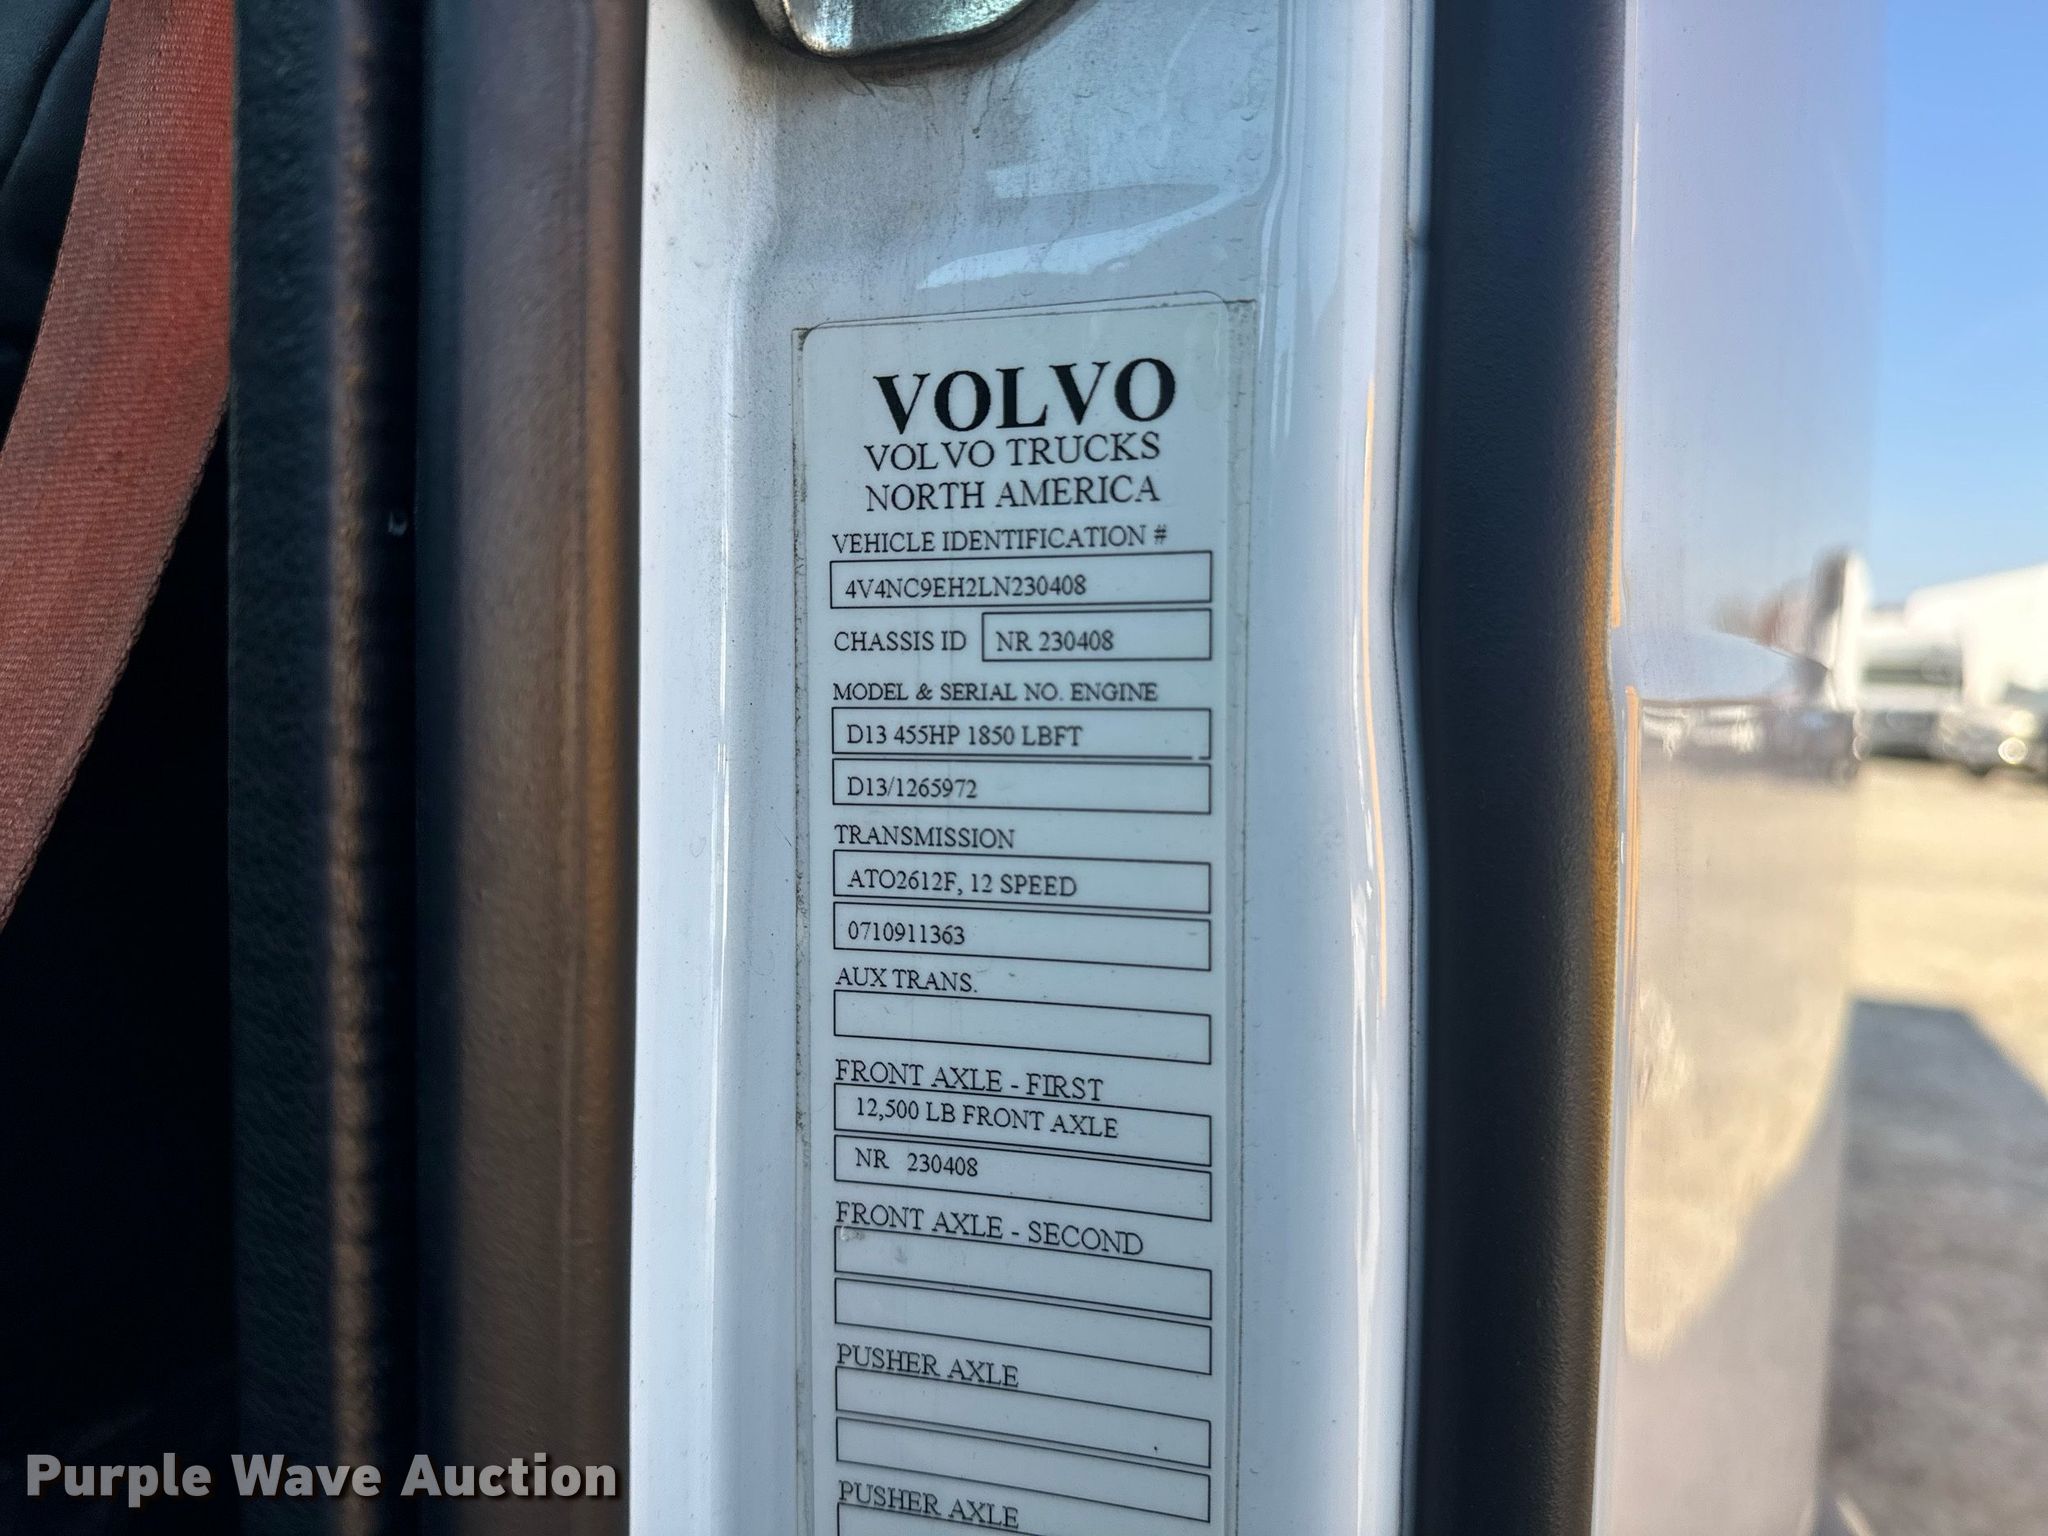 VOLVO
VOLVO TRUCKS
NORTH AMERICA
VEHICLE IDENTIFICATION #
4V4NC9EH2LN230408
CHASSIS ID NR 230408
MODEL & SERIAL NO. ENGINE
D13 455HP 1850 LBFT
D13/1265972
TRANSMISSION
ATO2612F, 12 SPEED
0710911363
AUX TRANS.
FRONT AXLE - FIRST
12,500 LB FRONT AXLE
NR 230408
FRONT AXLE - SECOND
PUSHER AXLE
PUSHER AXLE
Purple Wave Auction